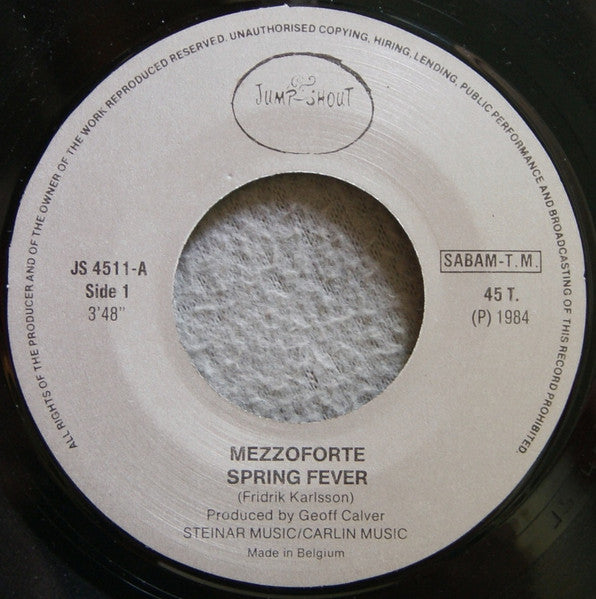 ALL RIGHTS OF THE PRODUCER AND OF THE OWNER OF THE WORK REPRODUCED RESERVED. UNAUTHORISED COPYING, HIRING, LENDING, PUBLIC PERFORMANCE AND BROADCASTING OF THIS RECORD PROHIBITED.
&
JUMP SHOUT
JS 4511-A
Side 1
3'48"
SABAM-T.M.
45 T.
(P) 1984
MEZZOFORTE
SPRING FEVER
(Fridrik Karlsson)
Produced by Geoff Calver
STEINAR MUSIC/CARLIN MUSIC
Made in Belgium